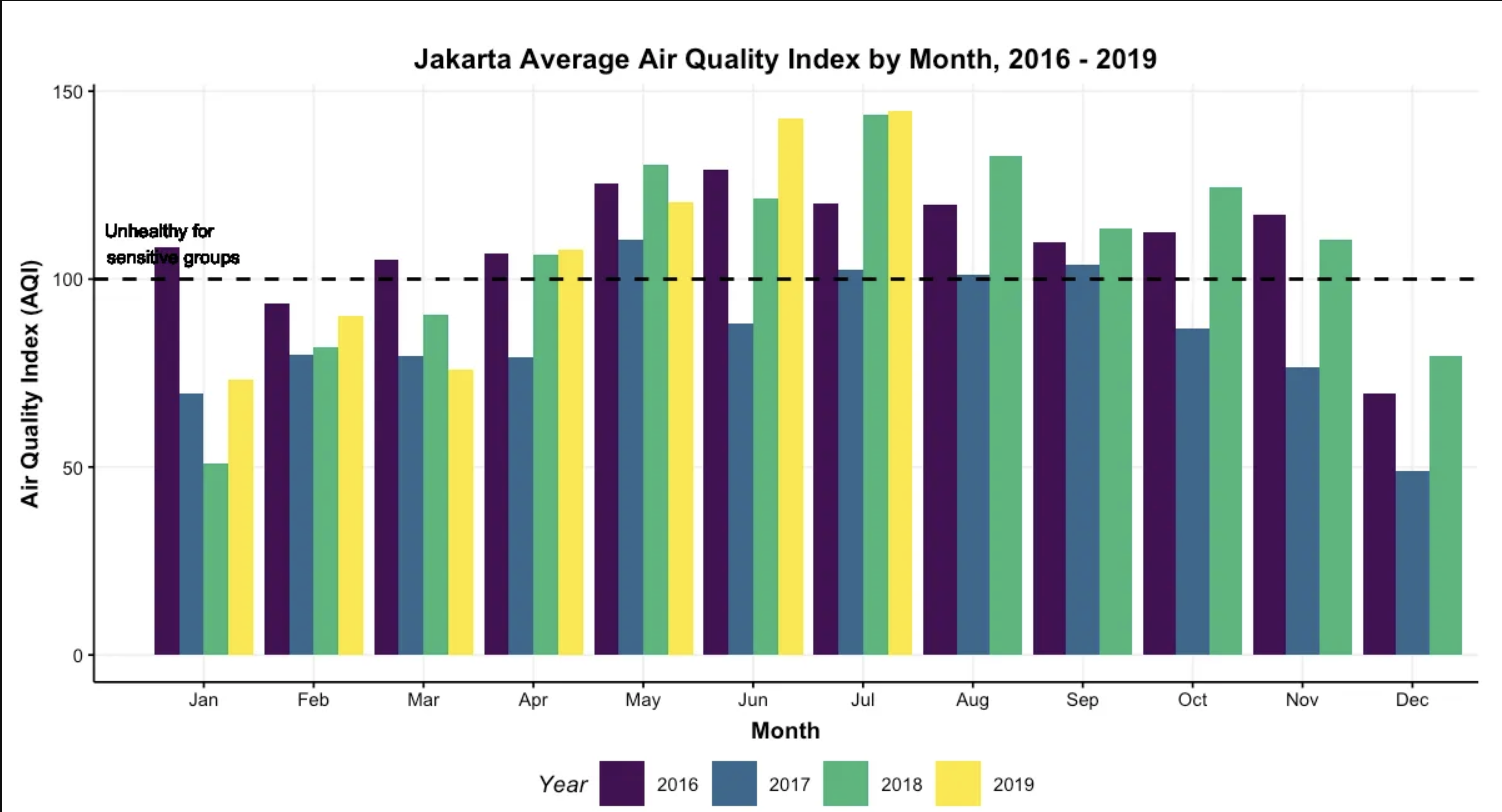 Jakarta Average Air Quality Index by Month, 2016 - 2019
150
100
50
0
Air Quality Index (AQI)
Unhealthy for
sensitive groups
Jan Feb Mar Apr May Jun Jul Aug Sep Oct Nov Dec
Month
Year 2016 2017 2018 2019